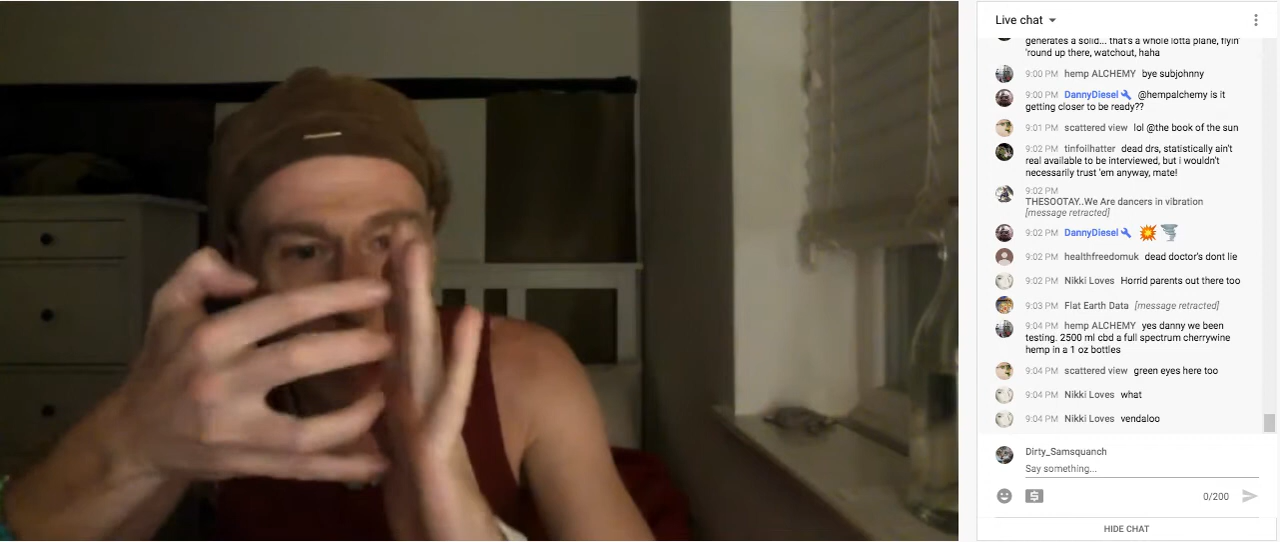 Live chat
generates a solid... that's a whole lotta plane, flyin'
'round up there, watchout, haha
9:00 PM hemp ALCHEMY bye subjohnny
9:00 PM DannyDiesel @hempalchemy is it
getting closer to be ready??
9:01 PM scattered view lol @the book of the sun
9:02 PM tinfoilhatter dead drs, statistically ain't
real available to be interviewed, but i wouldn't
necessarily trust 'em anyway, mate!
9:02 PM
THESOOTAY..We Are dancers in vibration
[message retracted]
9:02 PM DannyDiesel
9:02 PM healthfreedomuk dead doctor's dont lie
9:02 PM Nikki Loves Horrid parents out there too
9:03 PM Flat Earth Data [message retracted]
9:04 PM hemp ALCHEMY yes danny we been
testing. 2500 ml cbd a full spectrum cherrywine
hemp in a 1 oz bottles
9:04 PM scattered view green eyes here too
9:04 PM Nikki Loves what
9:04 PM Nikki Loves vendaloo
Dirty_Samsquanch
Say something...
0/200
HIDE CHAT